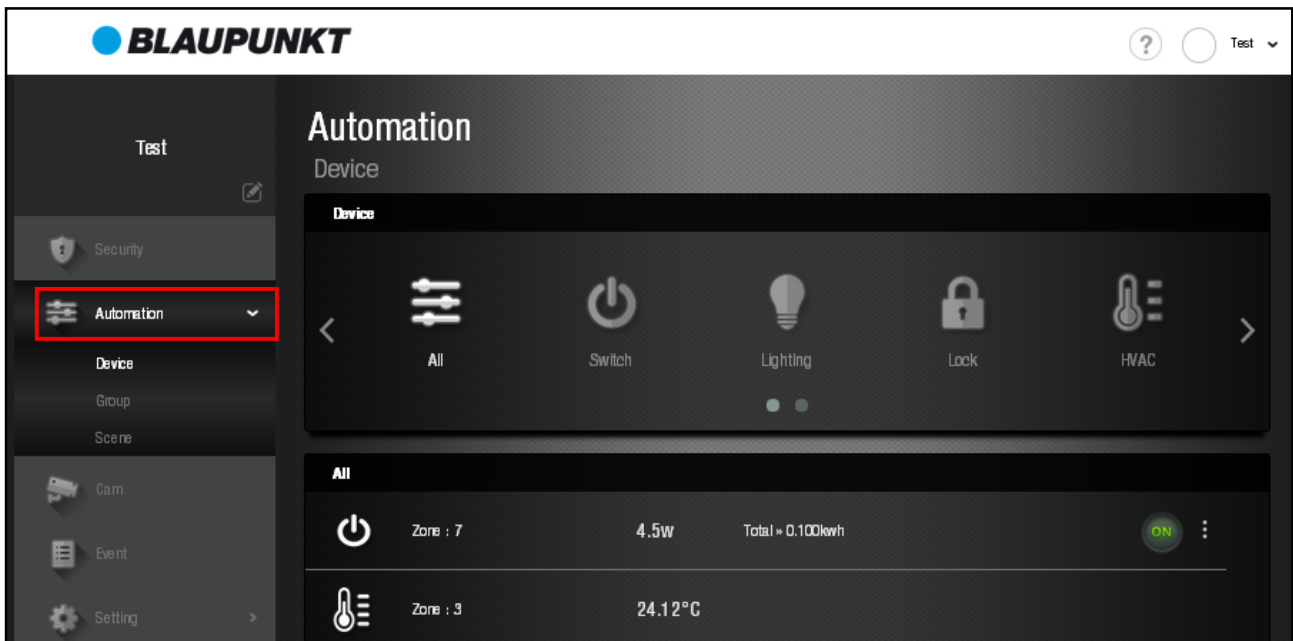 BLAUPUNKT
?
Test
Test
Security
Automation
Device
Group
Scene
Cam
Event
Setting
Automation
Device
Device
All
Switch
Lighting
Lock
HVAC
All
Zone : 7 4.5w Total » 0.100kwh ON
Zone : 3 24.12°C